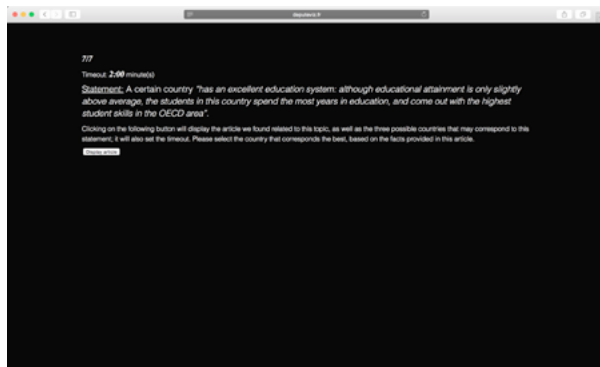 7/7
Timeout: 2:00 minute(s)
Statement: A certain country "has an excellent education system: although educational attainment is only slightly
above average, the students in this country spend the most years in education, and come out with the highest
student skills in the OECD area".
Clicking on the following button will display the article we found related to this topic, as well as the three possible countries that may correspond to this
statement; it will also set the timeout. Please select the country that corresponds the best, based on the facts provided in this article.
Display article